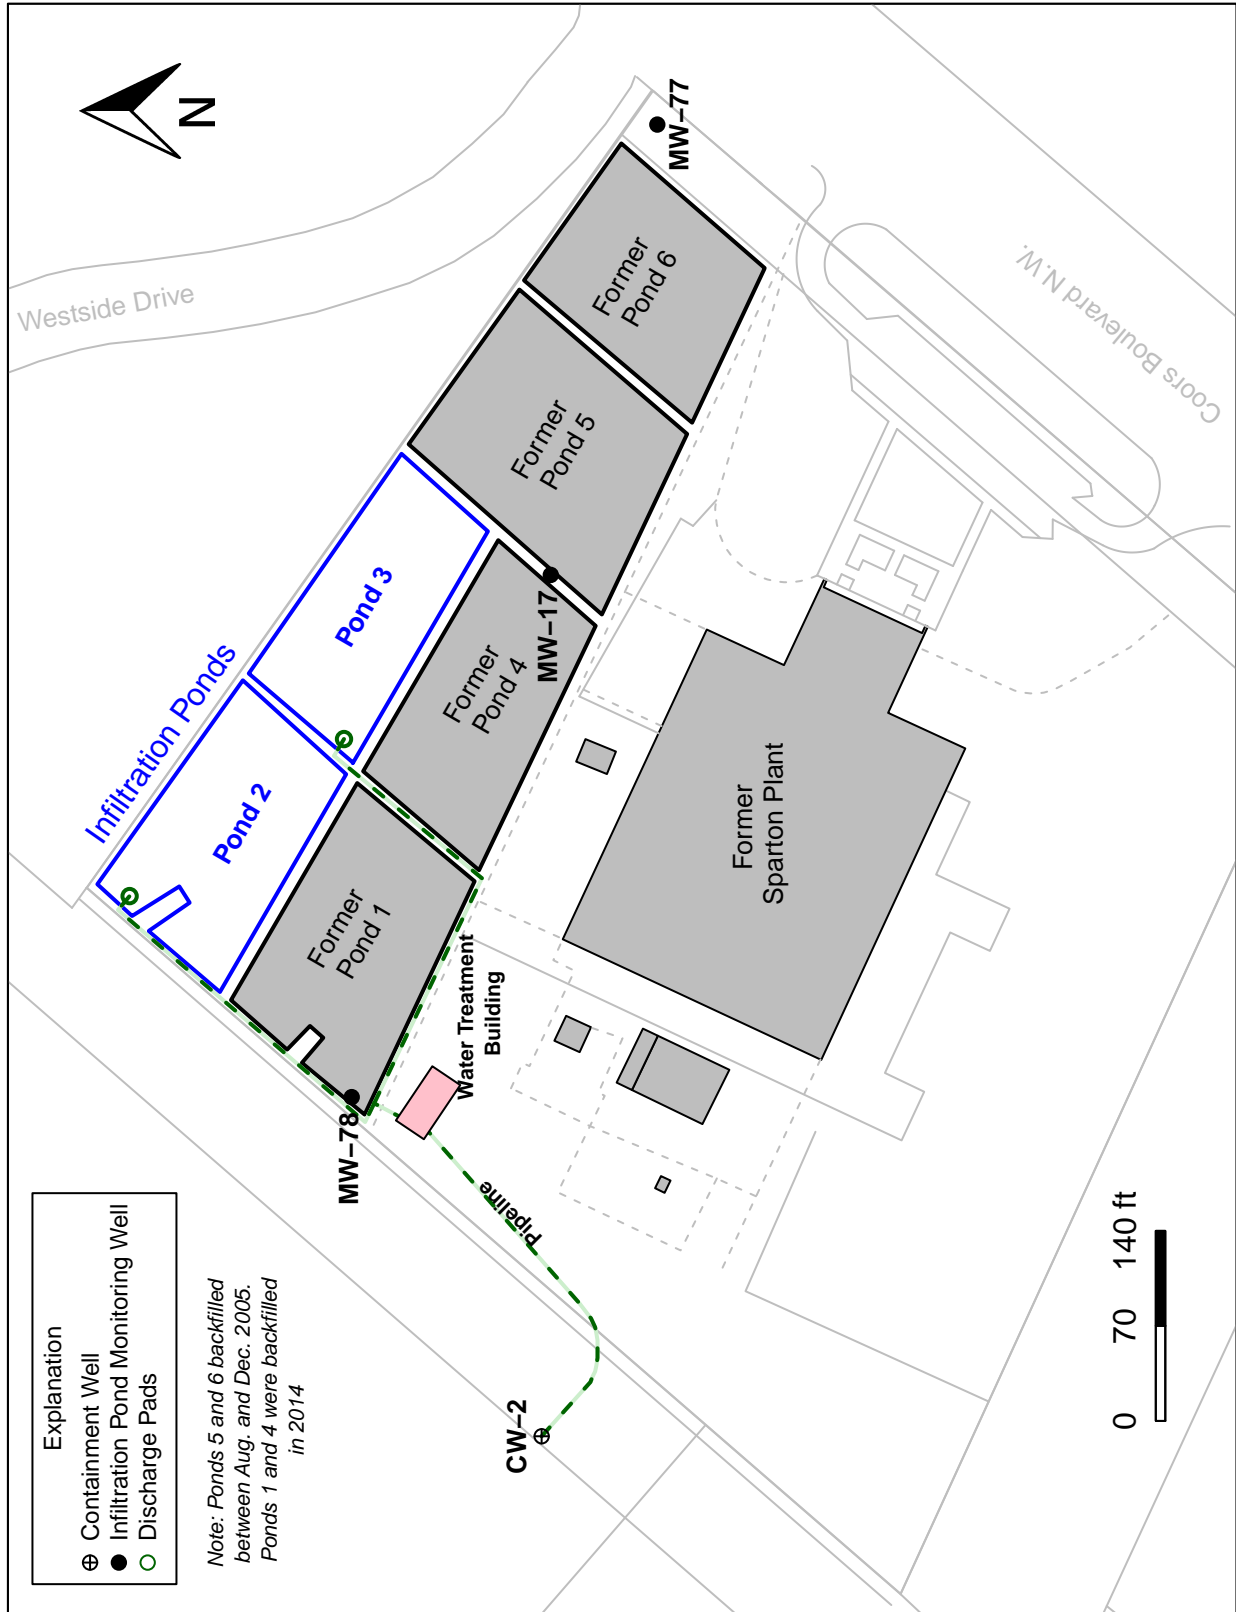 Explanation
Containment Well
Infiltration Pond Monitoring Well
Discharge Pads
Note: Ponds 5 and 6 backfilled
between Aug. and Dec. 2005.
Ponds 1 and 4 were backfilled
in 2014
N
Westside Drive
Infiltration Ponds
Pond 2
Pond 3
Former
Pond 1
Former
Pond 4
Former
Pond 5
Former
Pond 6
MW−77
MW−17
MW−78
CW−2
Pipeline
Water Treatment
Building
Former
Sparton Plant
Coors Boulevard N.W.
0 70 140 ft